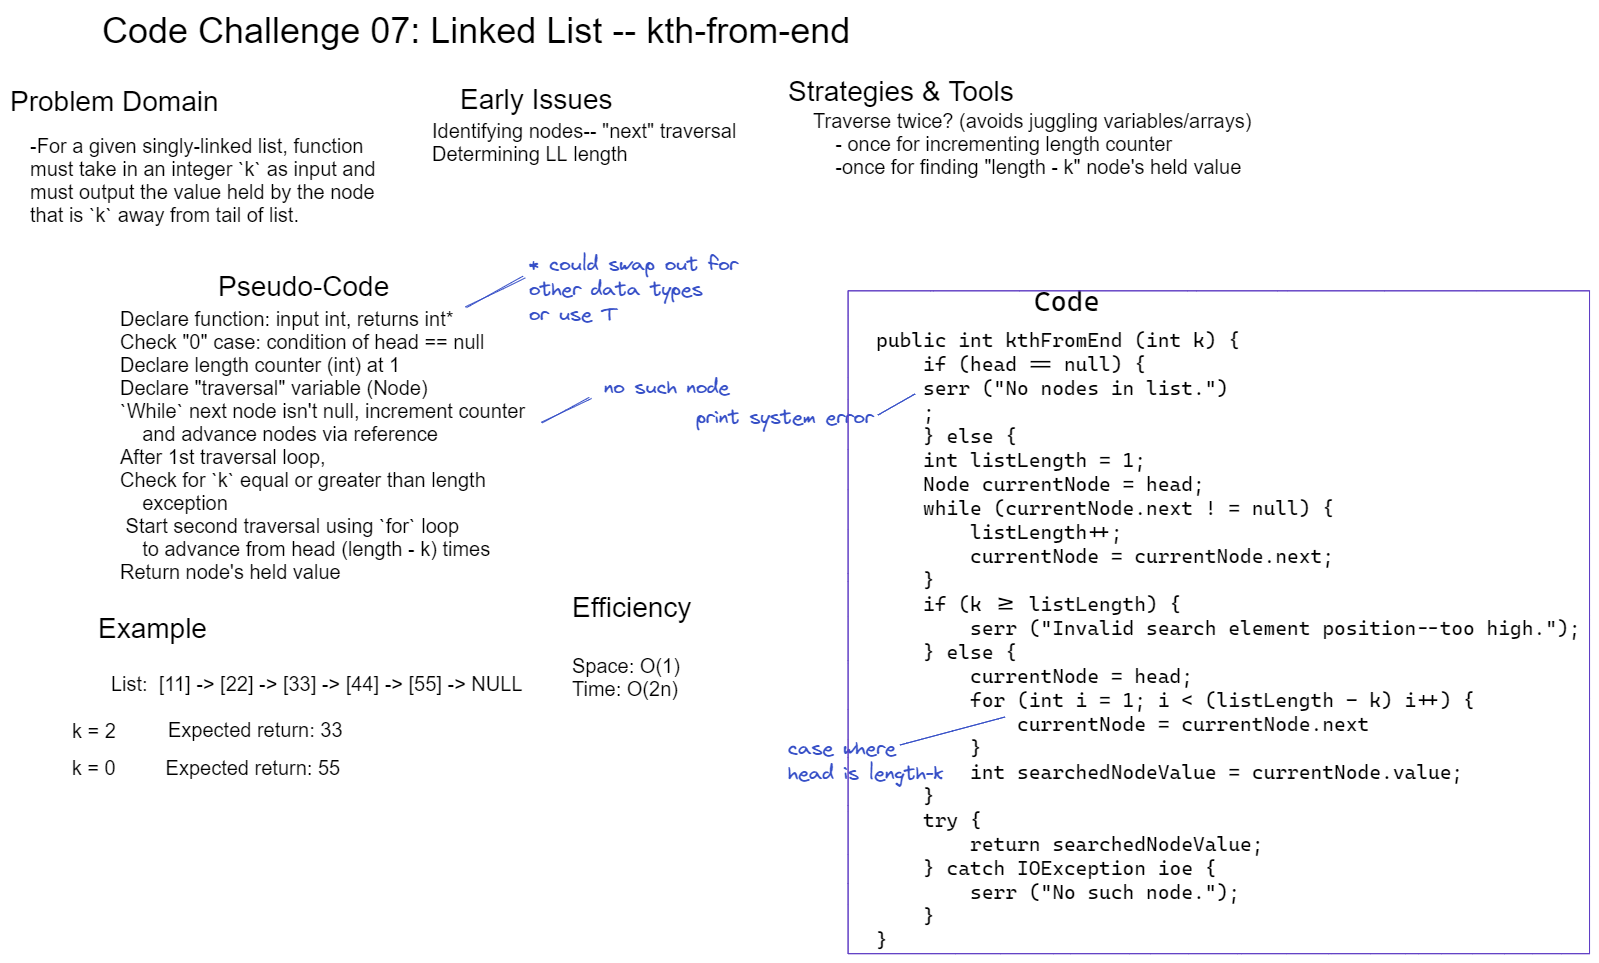 Code Challenge 07: Linked List -- kth-from-end
Problem Domain
-For a given singly-linked list, function
must take in an integer `k` as input and
must output the value held by the node
that is `k` away from tail of list.
Early Issues
Identifying nodes-- "next" traversal
Determining LL length
Strategies & Tools
Traverse twice? (avoids juggling variables/arrays)
- once for incrementing length counter
-once for finding "length - k" node's held value
Pseudo-Code
Declare function: input int, returns int*
Check "0" case: condition of head == null
Declare length counter (int) at 1
Declare "traversal" variable (Node)
`While` next node isn't null, increment counter
and advance nodes via reference
After 1st traversal loop,
Check for `k` equal or greater than length
exception
Start second traversal using `for` loop
to advance from head (length - k) times
Return node's held value
* could swap out for
other data types
or use T
no such node
print system error
Example
List: [11] -> [22] -> [33] -> [44] -> [55] -> NULL
k = 2 Expected return: 33
k = 0 Expected return: 55
Efficiency
Space: O(1)
Time: O(2n)
Code
public int kthFromEnd (int k) {
if (head == null) {
serr ("No nodes in list.")
;
} else {
int listLength = 1;
Node currentNode = head;
while (currentNode.next ! = null) {
listLength++;
currentNode = currentNode.next;
}
if (k ≥ listLength) {
serr ("Invalid search element position--too high.");
} else {
currentNode = head;
for (int i = 1; i < (listLength - k) i++) {
currentNode = currentNode.next
}
int searchedNodeValue = currentNode.value;
}
try {
return searchedNodeValue;
} catch IOException ioe {
serr ("No such node.");
}
}
case where
head is length-k